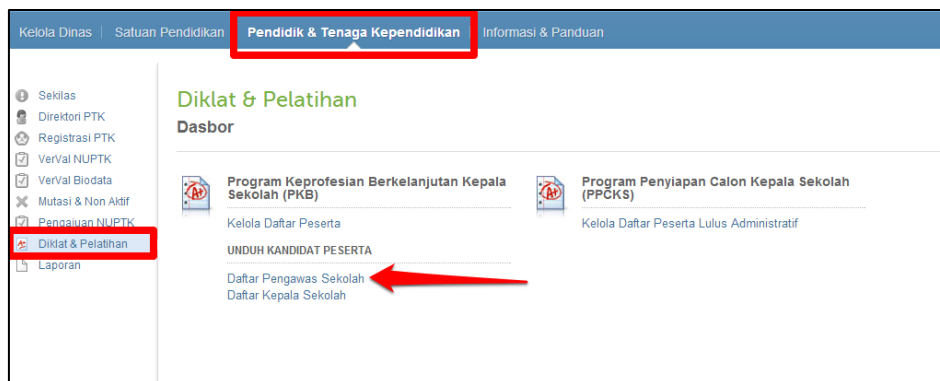 Kelola Dinas | Satuan Pendidikan Pendidik & Tenaga Kependidikan Informasi & Panduan
Sekilas
Direktori PTK
Registrasi PTK
VerVal NUPTK
VerVal Biodata
Mutasi & Non Aktif
Pengajuan NUPTK
Diklat & Pelatihan
Laporan
Diklat & Pelatihan
Dasbor
Program Keprofesian Berkelanjutan Kepala
Sekolah (PKB)
Kelola Daftar Peserta
UNDUH KANDIDAT PESERTA
Daftar Pengawas Sekolah
Daftar Kepala Sekolah
Program Penyiapan Calon Kepala Sekolah
(PPCKS)
Kelola Daftar Peserta Lulus Administratif